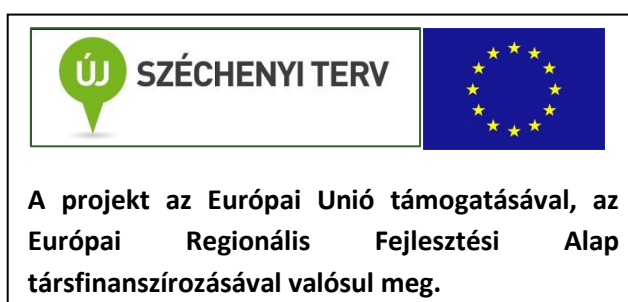 ÚJ SZÉCHENYI TERV
A projekt az Európai Unió támogatásával, az
Európai Regionális Fejlesztési Alap
társfinanszírozásával valósul meg.